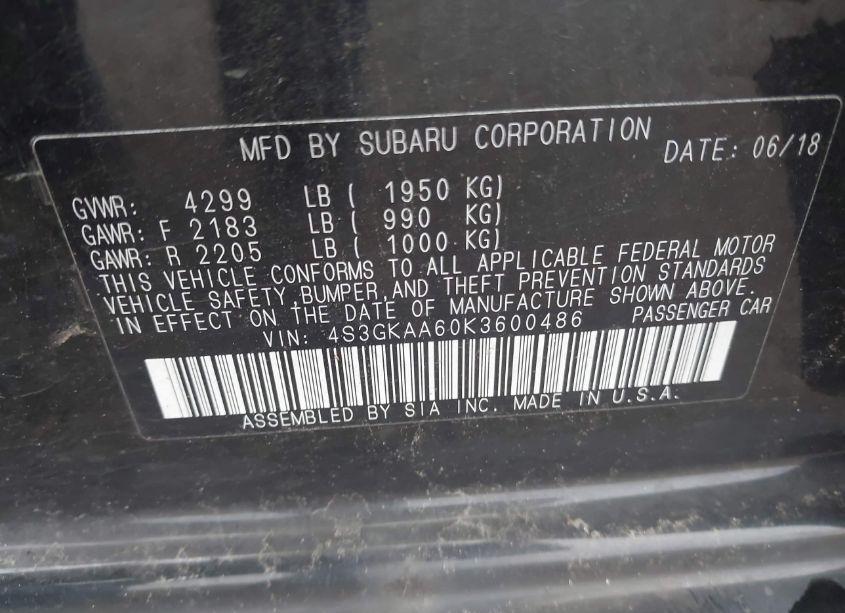 MFD BY SUBARU CORPORATION DATE: 06/18
GVWR: 4299 LB ( 1950 KG)
GAWR: F 2183 LB ( 990 KG)
GAWR: R 2205 LB ( 1000 KG)
THIS VEHICLE CONFORMS TO ALL APPLICABLE FEDERAL MOTOR
VEHICLE SAFETY,BUMPER,AND THEFT PREVENTION STANDARDS
IN EFFECT ON THE DATE OF MANUFACTURE SHOWN ABOVE.
VIN: 4S3GKAA60K3600486 PASSENGER CAR
ASSEMBLED BY SIA INC. MADE IN U.S.A.